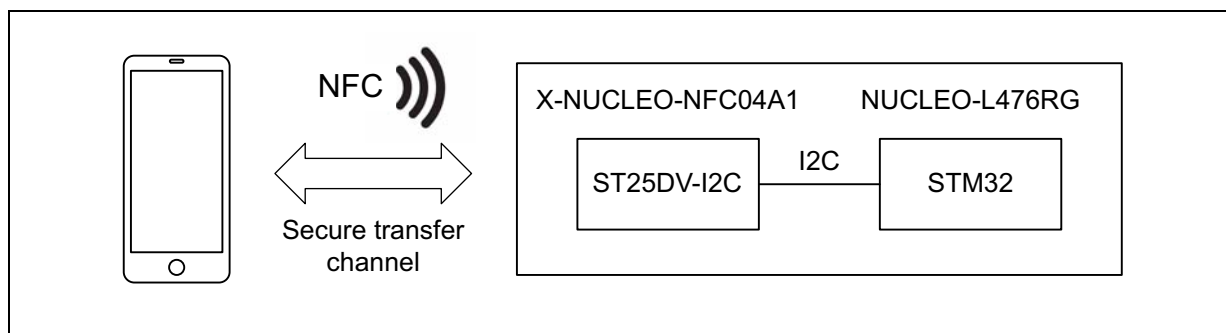 NFC
Secure transfer
channel
X-NUCLEO-NFC04A1
NUCLEO-L476RG
ST25DV-I2C
I2C
STM32